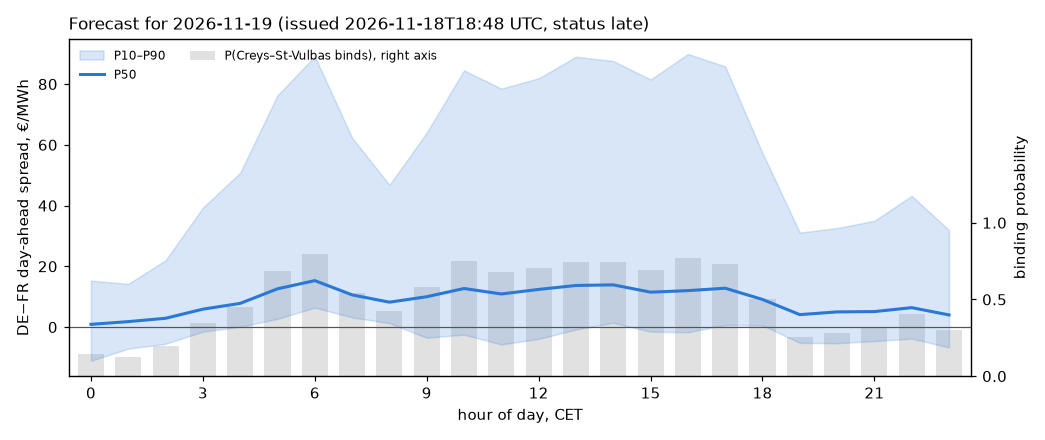 Forecast for 2026-11-19 (issued 2026-11-18T18:48 UTC, status late)
P10–P90
P50
P(Creys–St-Vulbas binds), right axis
DE−FR day-ahead spread, €/MWh
80
60
40
20
0
1.0
0.5
0.0
binding probability
0 3 6 9 12 15 18 21
hour of day, CET